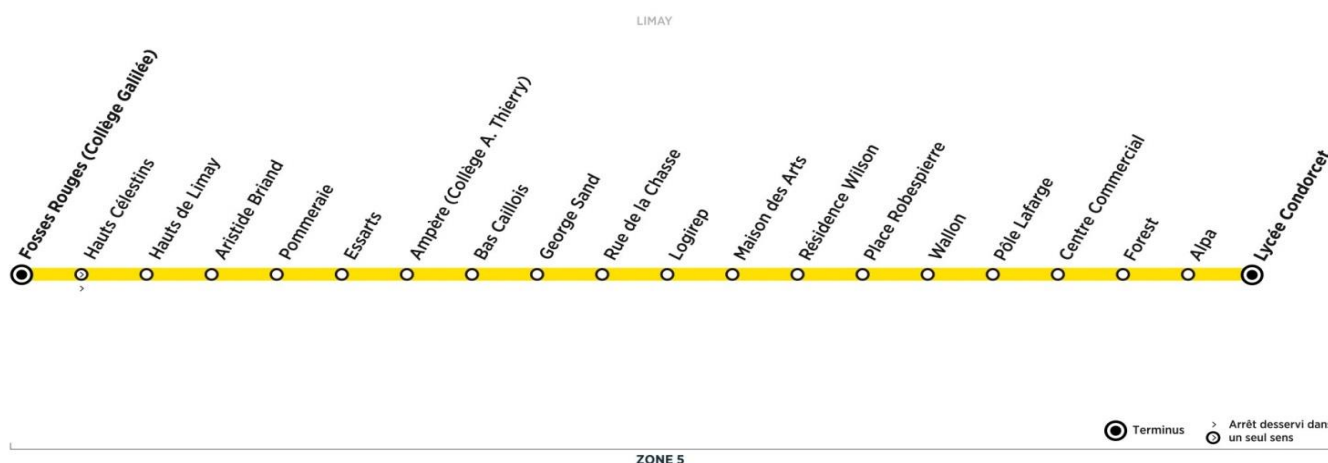 LIMAY
Fosses Rouges (Collège Galilée)
Hauts Célestins
Hauts de Limay
Aristide Briand
Pommeraie
Essarts
Ampère (Collège A. Thierry)
Bas Caillois
George Sand
Rue de la Chasse
Logirep
Maison des Arts
Résidence Wilson
Place Robespierre
Wallon
Pôle Lafarge
Centre Commercial
Forest
Alpa
Lycée Condorcet
Terminus
Arrêt desservi dans
un seul sens
ZONE 5